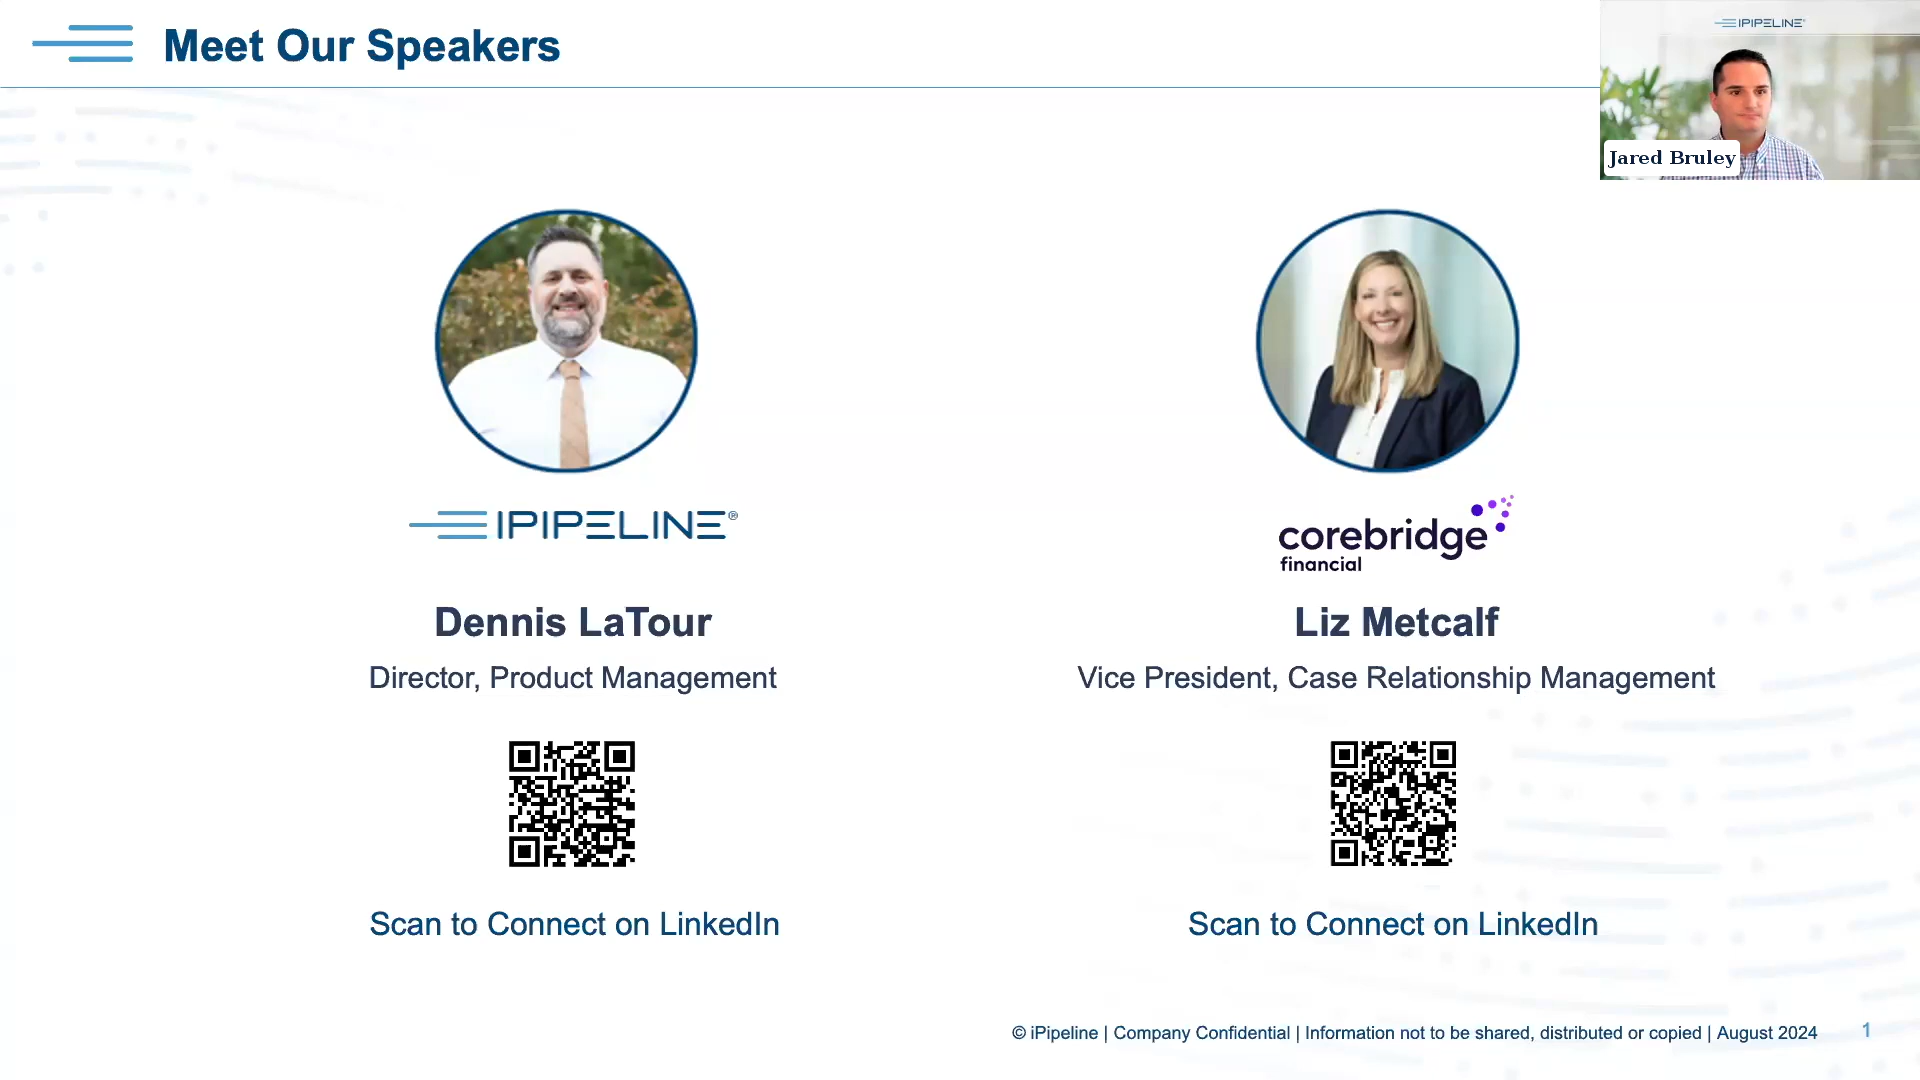 Meet Our Speakers
IPIPELINE
Jared Bruley
IPIPELINE®
corebridge
financial
Dennis LaTour
Liz Metcalf
Director, Product Management
Vice President, Case Relationship Management
Scan to Connect on LinkedIn
Scan to Connect on LinkedIn
© iPipeline | Company Confidential | Information not to be shared, distributed or copied | August 2024
1